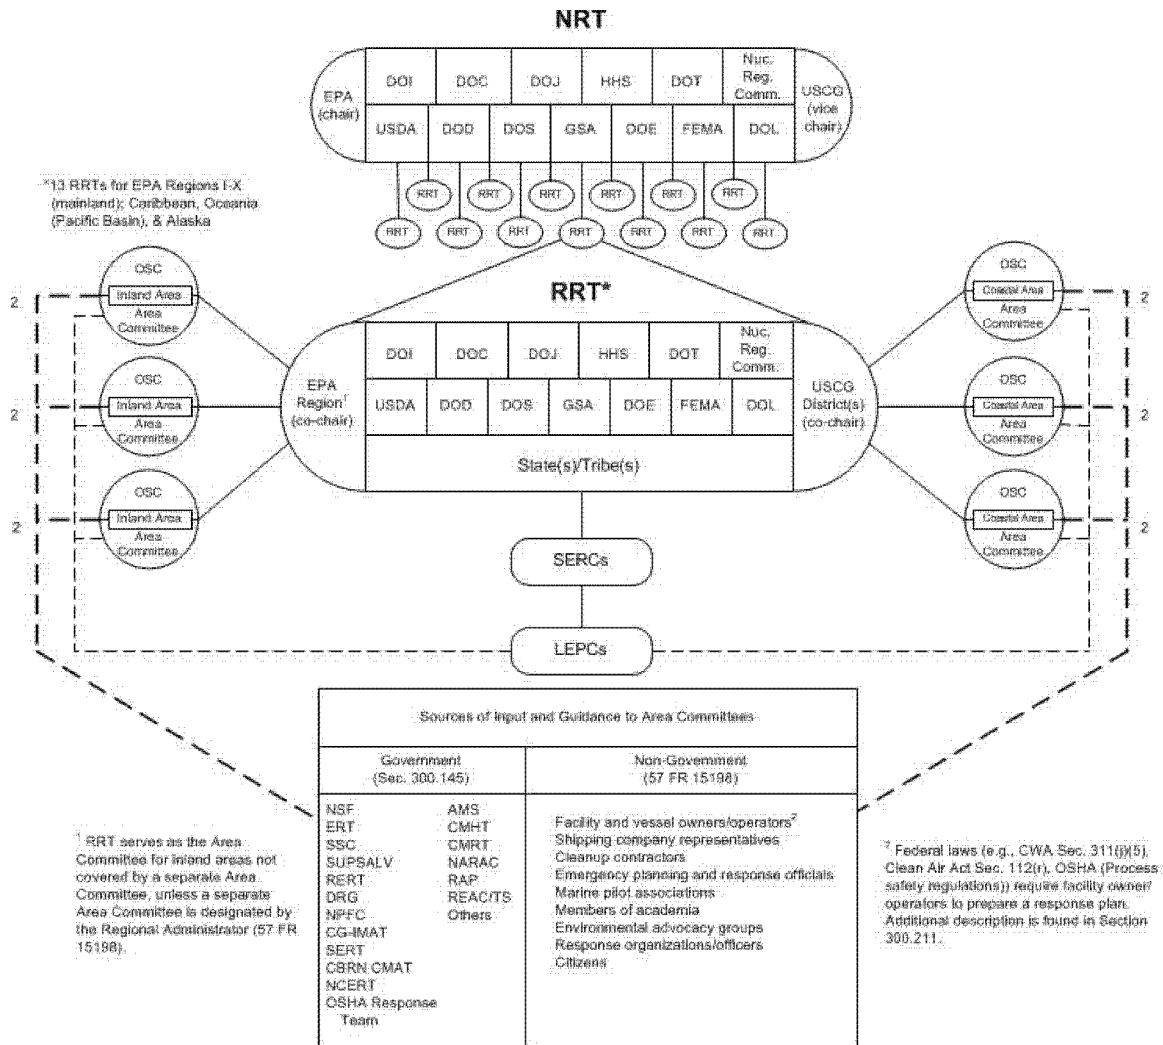 NRT
EPA
(chair)
DOI
DOC
DOJ
HHS
DOT
Nuc.
Reg.
Comm.
USCG
(vice
chair)
USDA
DOD
DOS
GSA
DOE
FEMA
DOL
RRT
RRT
RRT
RRT
RRT
RRT
RRT
RRT
RRT
RRT
RRT
RRT
RRT
*13 RRTs for EPA Regions I-X
(mainland); Caribbean, Oceania
(Pacific Basin), & Alaska
RRT*
OSC
Inland Area
Area
Committee
2
OSC
Inland Area
Area
Committee
2
OSC
Inland Area
Area
Committee
2
EPA
Region¹
(co-chair)
DOI
DOC
DOJ
HHS
DOT
Nuc.
Reg.
Comm.
USDA
DOD
DOS
GSA
DOE
FEMA
DOL
State(s)/Tribe(s)
USCG
District(s)
(co-chair)
OSC
Coastal Area
Area
Committee
2
OSC
Coastal Area
Area
Committee
2
OSC
Coastal Area
Area
Committee
2
SERCs
LEPCs
Sources of Input and Guidance to Area Committees
Government
(Sec. 300.145)
NSF
ERT
SSC
SUPSALV
RERT
DRG
NPFC
CG-IMAT
SERT
CBRN CMAT
NCERT
OSHA Response
Team
AMS
CMHT
CMRT
NARAC
RAP
REAC/TS
Others
Non-Government
(57 FR 15198)
Facility and vessel owners/operators²
Shipping company representatives
Cleanup contractors
Emergency planning and response officials
Marine pilot associations
Members of academia
Environmental advocacy groups
Response organizations/officers
Citizens
¹ RRT serves as the Area
Committee for inland areas not
covered by a separate Area
Committee, unless a separate
Area Committee is designated by
the Regional Administrator (57 FR
15198).
² Federal laws (e.g., CWA Sec. 311(j)(5),
Clean Air Act Sec. 112(r), OSHA (Process
safety regulations)) require facility owner/
operators to prepare a response plan.
Additional description is found in Section
300.211.